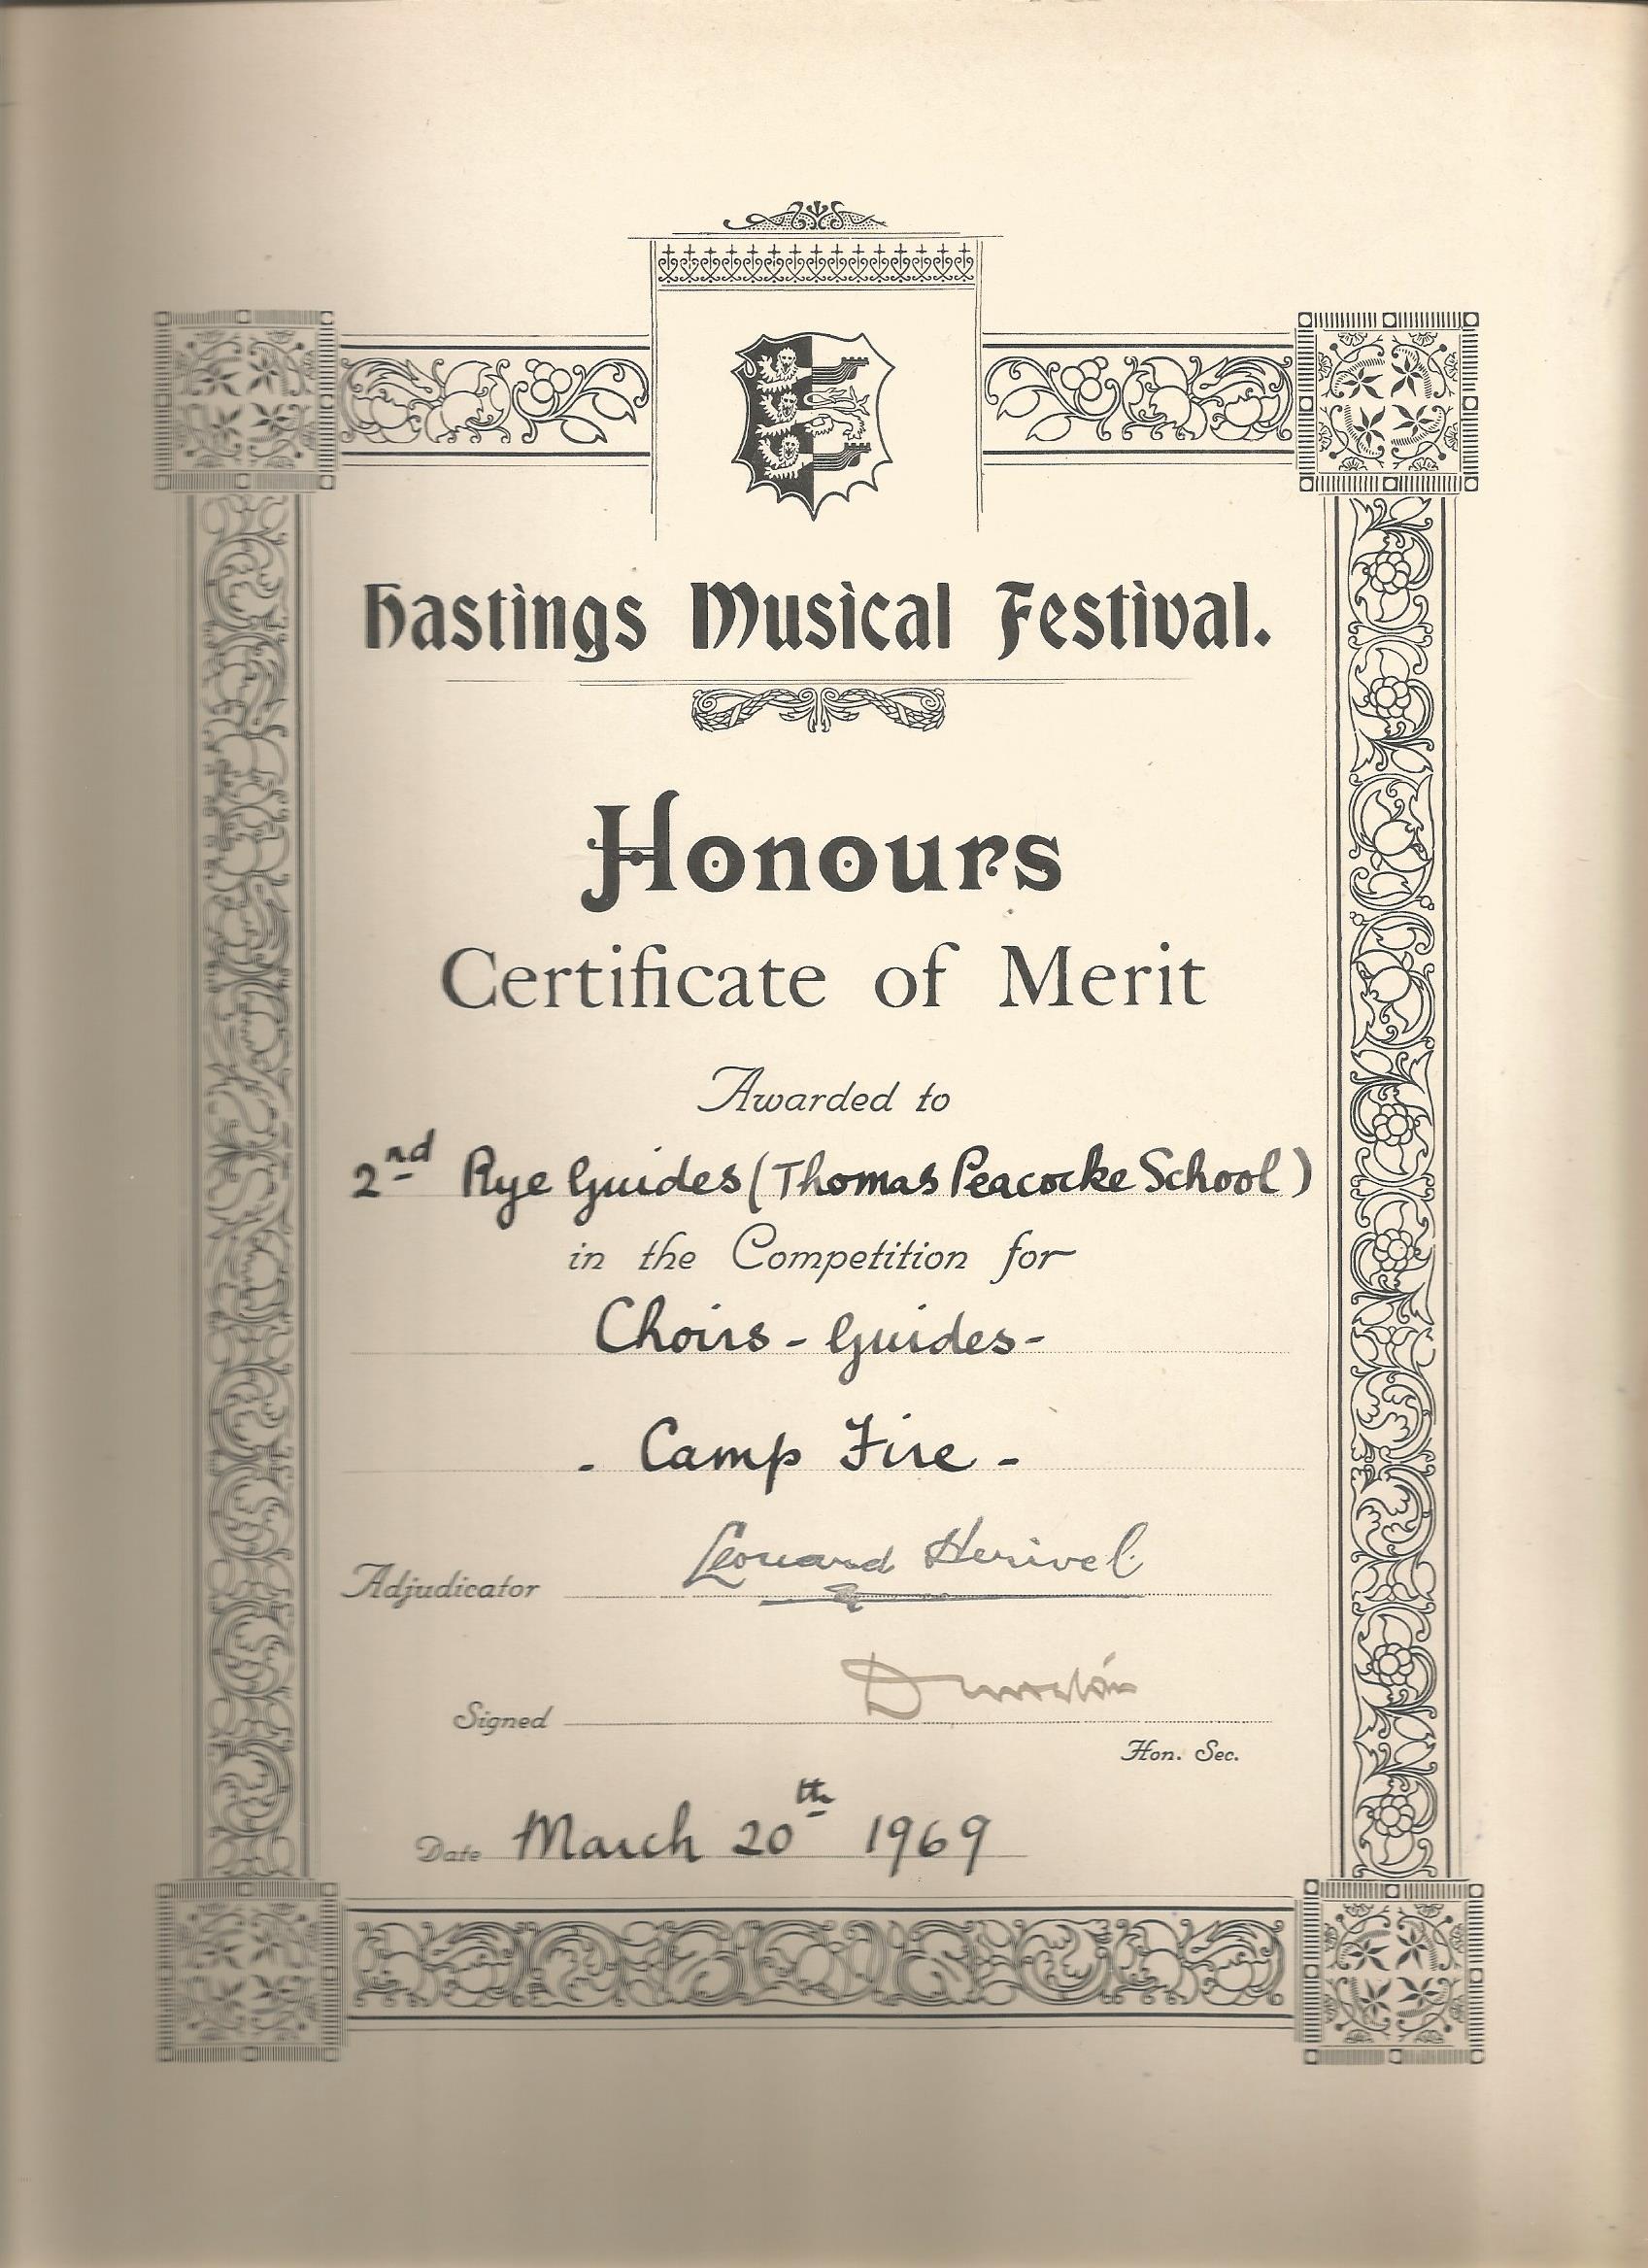 Hastings Musical Festival.
Honours
Certificate of Merit
Awarded to
2nd Rye Guides (Thomas Peacocke School)
in the Competition for
Choirs - Guides -
- Camp Fire -
Adjudicator Leonard Herivel
Signed
Hon. Sec.
Date March 20th 1969